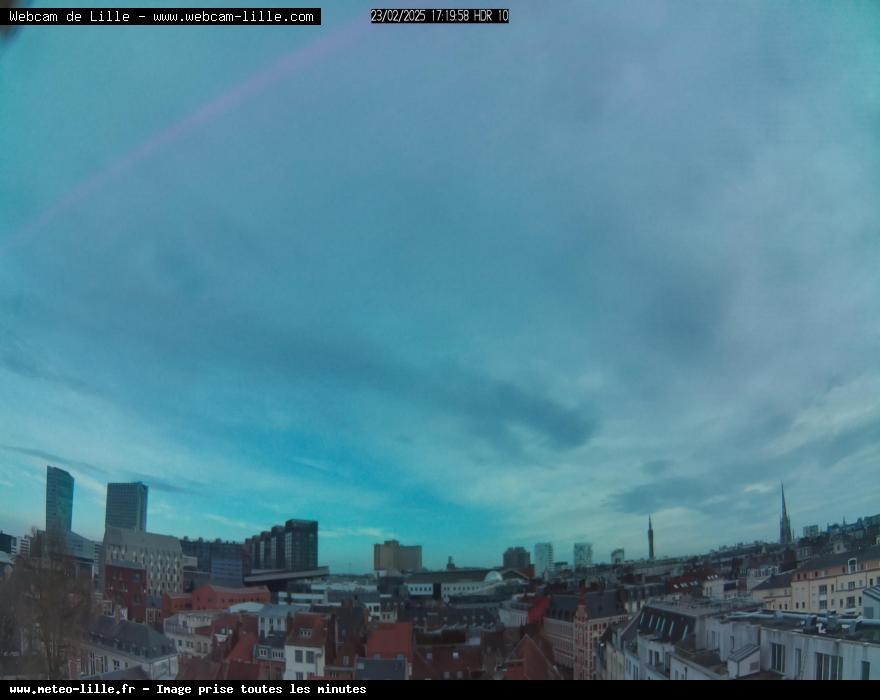 Webcam de Lille - www.webcam-lille.com
23/02/2025 17:19:58 HDR 10
www.meteo-lille.fr - Image prise toutes les minutes